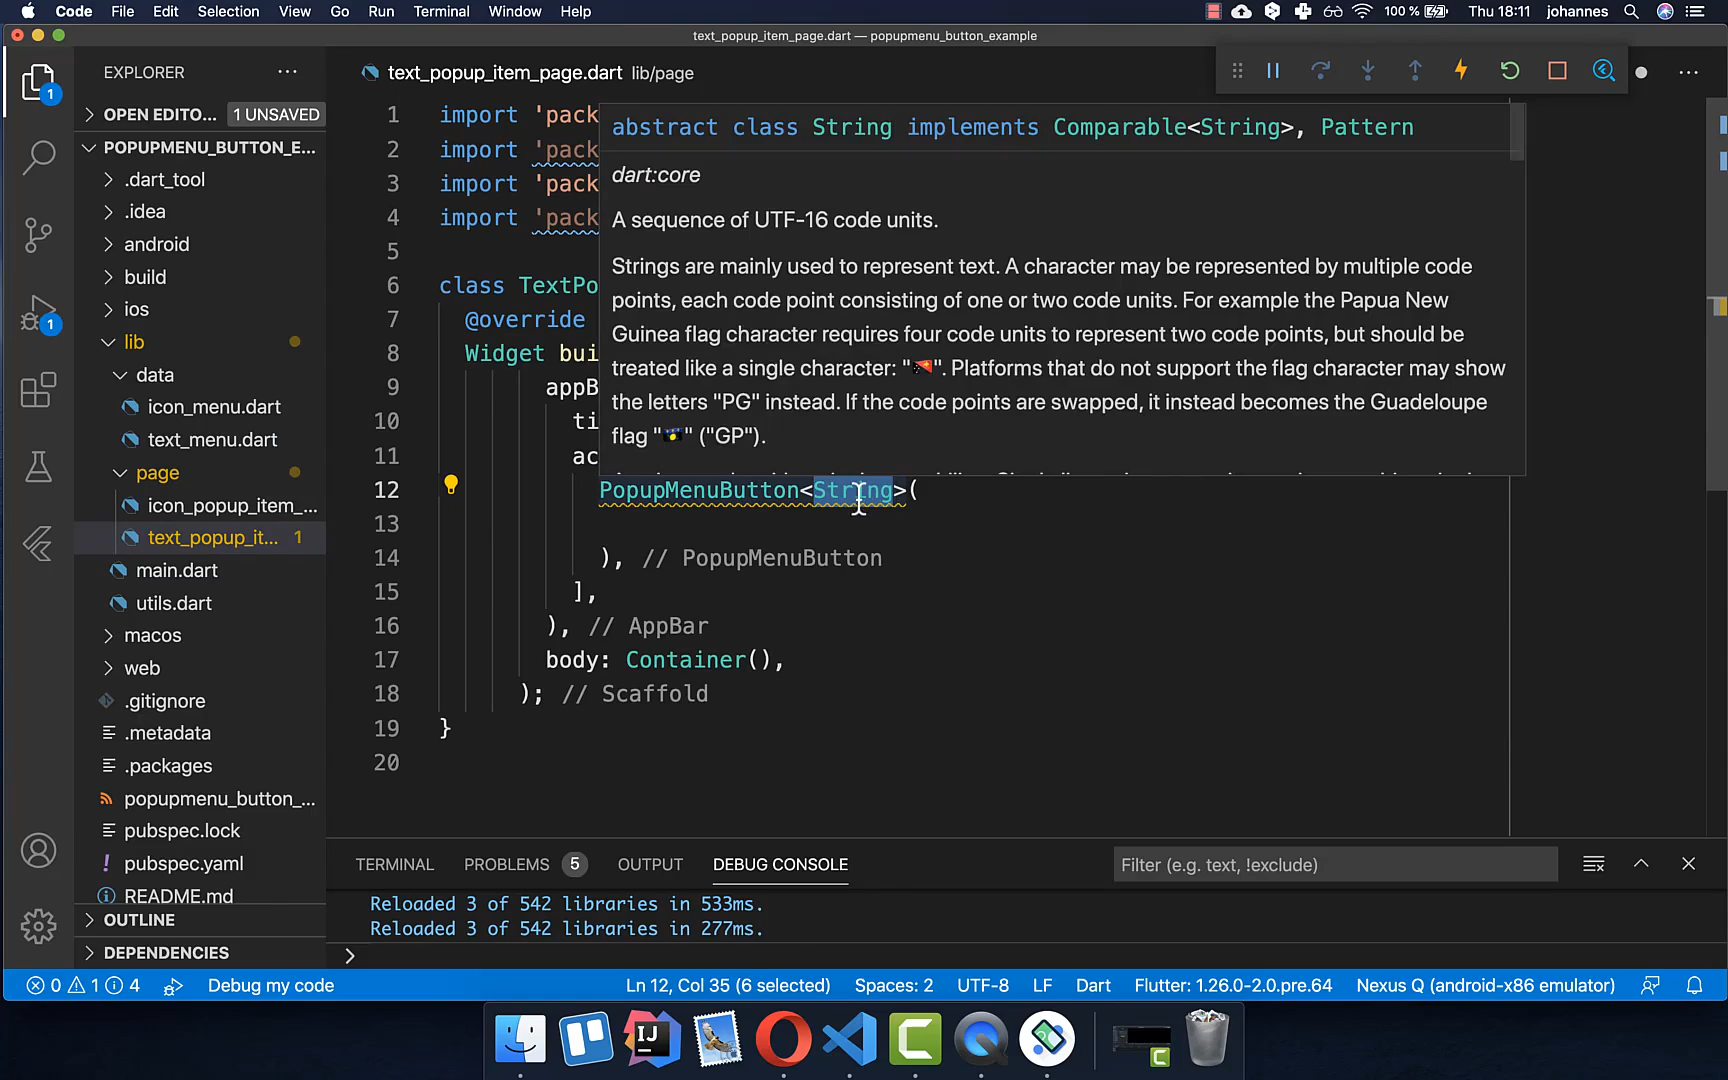 Code File Edit Selection View Go Run Terminal Window Help 100 % Thu 18:11 johannes
text_popup_item_page.dart — popupmenu_button_example
EXPLORER
OPEN EDITO... 1 UNSAVED
POPUPMENU_BUTTON_E...
.dart_tool
.idea
android
build
ios
lib
data
icon_menu.dart
text_menu.dart
page
icon_popup_item_...
text_popup_it... 1
main.dart
utils.dart
macos
web
.gitignore
.metadata
.packages
popupmenu_button_...
pubspec.lock
pubspec.yaml
README.md
OUTLINE
DEPENDENCIES
1
1
text_popup_item_page.dart lib/page
1 import 'pack
2 import 'pack
3 import 'pack
4 import 'pack
5
6 class TextPo
7 @override
8 Widget bui
9 appB
10 ti
11 ac
12 PopupMenuButton<String>(
13
14 ), // PopupMenuButton
15 ],
16 ), // AppBar
17 body: Container(),
18 ); // Scaffold
19 }
20
abstract class String implements Comparable<String>, Pattern
dart:core
A sequence of UTF-16 code units.
Strings are mainly used to represent text. A character may be represented by multiple code
points, each code point consisting of one or two code units. For example the Papua New
Guinea flag character requires four code units to represent two code points, but should be
treated like a single character: "🇵🇬". Platforms that do not support the flag character may show
the letters "PG" instead. If the code points are swapped, it instead becomes the Guadeloupe
flag "🇬🇵" ("GP").
TERMINAL PROBLEMS 5 OUTPUT DEBUG CONSOLE Filter (e.g. text, !exclude)
Reloaded 3 of 542 libraries in 533ms.
Reloaded 3 of 542 libraries in 277ms.
0 1 4 Debug my code Ln 12, Col 35 (6 selected) Spaces: 2 UTF-8 LF Dart Flutter: 1.26.0-2.0.pre.64 Nexus Q (android-x86 emulator)
IJ